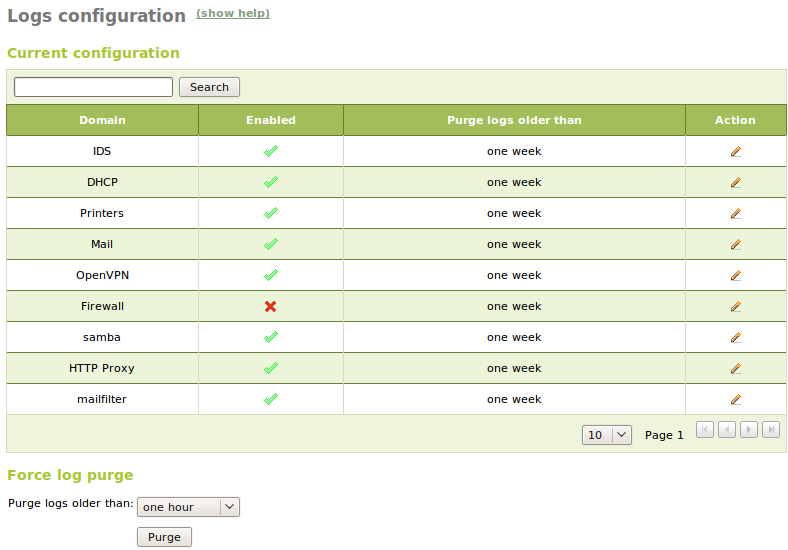 Logs configuration (show help)
Current configuration
Search
Domain Enabled Purge logs older than Action
IDS one week
DHCP one week
Printers one week
Mail one week
OpenVPN one week
Firewall one week
samba one week
HTTP Proxy one week
mailfilter one week
10 Page 1
Force log purge
Purge logs older than: one hour
Purge